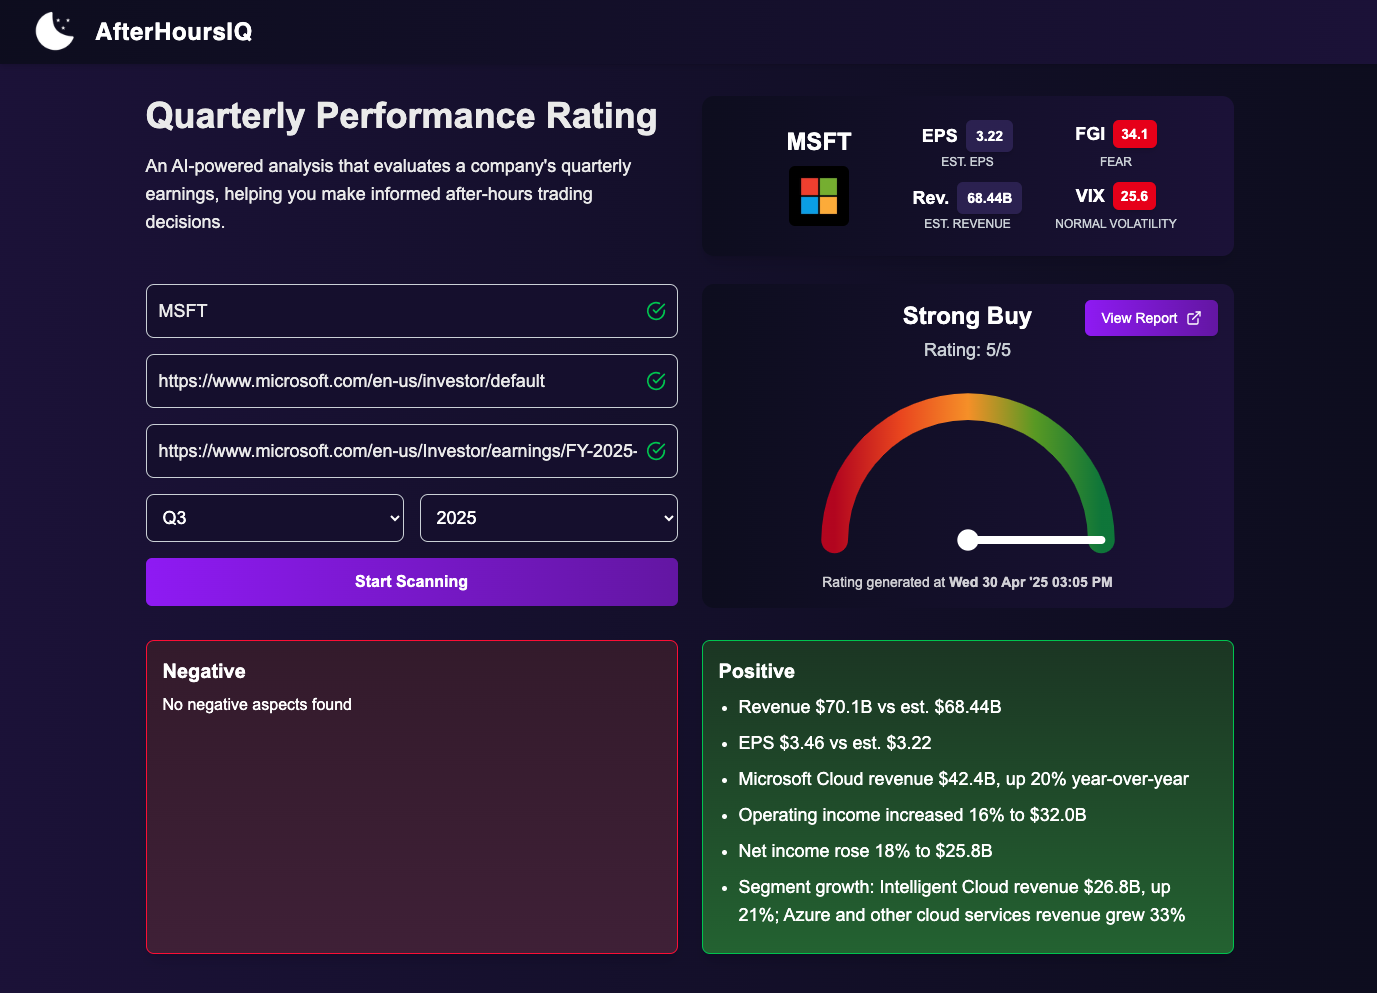 AfterHoursIQ
Quarterly Performance Rating
An AI-powered analysis that evaluates a company's quarterly
earnings, helping you make informed after-hours trading
decisions.
MSFT
EPS 3.22
EST. EPS
Rev. 68.44B
EST. REVENUE
FGI 34.1
FEAR
VIX 25.6
NORMAL VOLATILITY
MSFT
https://www.microsoft.com/en-us/investor/default
https://www.microsoft.com/en-us/Investor/earnings/FY-2025-
Q3
2025
Start Scanning
Strong Buy
Rating: 5/5
View Report
Rating generated at Wed 30 Apr '25 03:05 PM
Negative
No negative aspects found
Positive
• Revenue $70.1B vs est. $68.44B
• EPS $3.46 vs est. $3.22
• Microsoft Cloud revenue $42.4B, up 20% year-over-year
• Operating income increased 16% to $32.0B
• Net income rose 18% to $25.8B
• Segment growth: Intelligent Cloud revenue $26.8B, up
21%; Azure and other cloud services revenue grew 33%